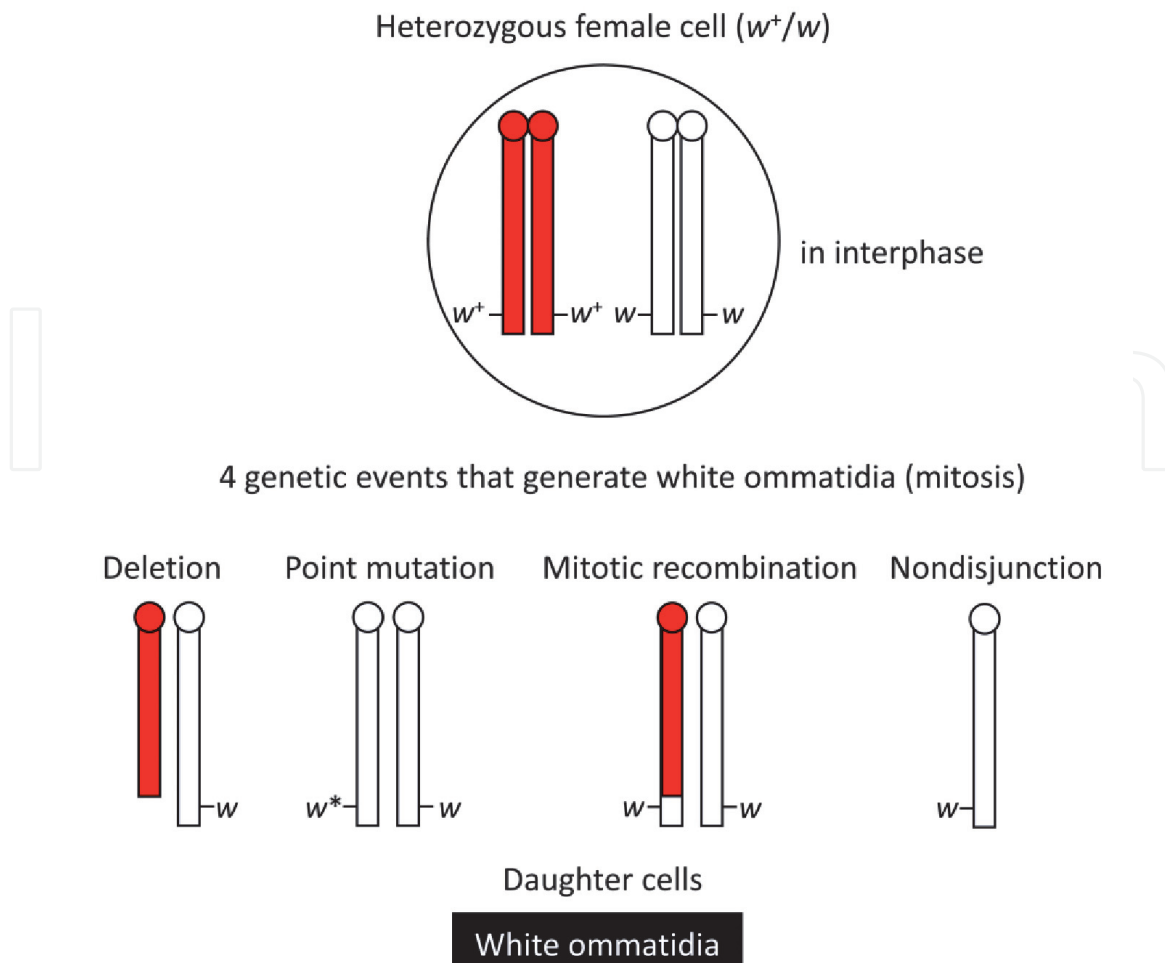 Heterozygous female cell (w⁺/w)
in interphase
w⁺ w⁺ w w
4 genetic events that generate white ommatidia (mitosis)
Deletion Point mutation Mitotic recombination Nondisjunction
w w* w w w w
Daughter cells
White ommatidia